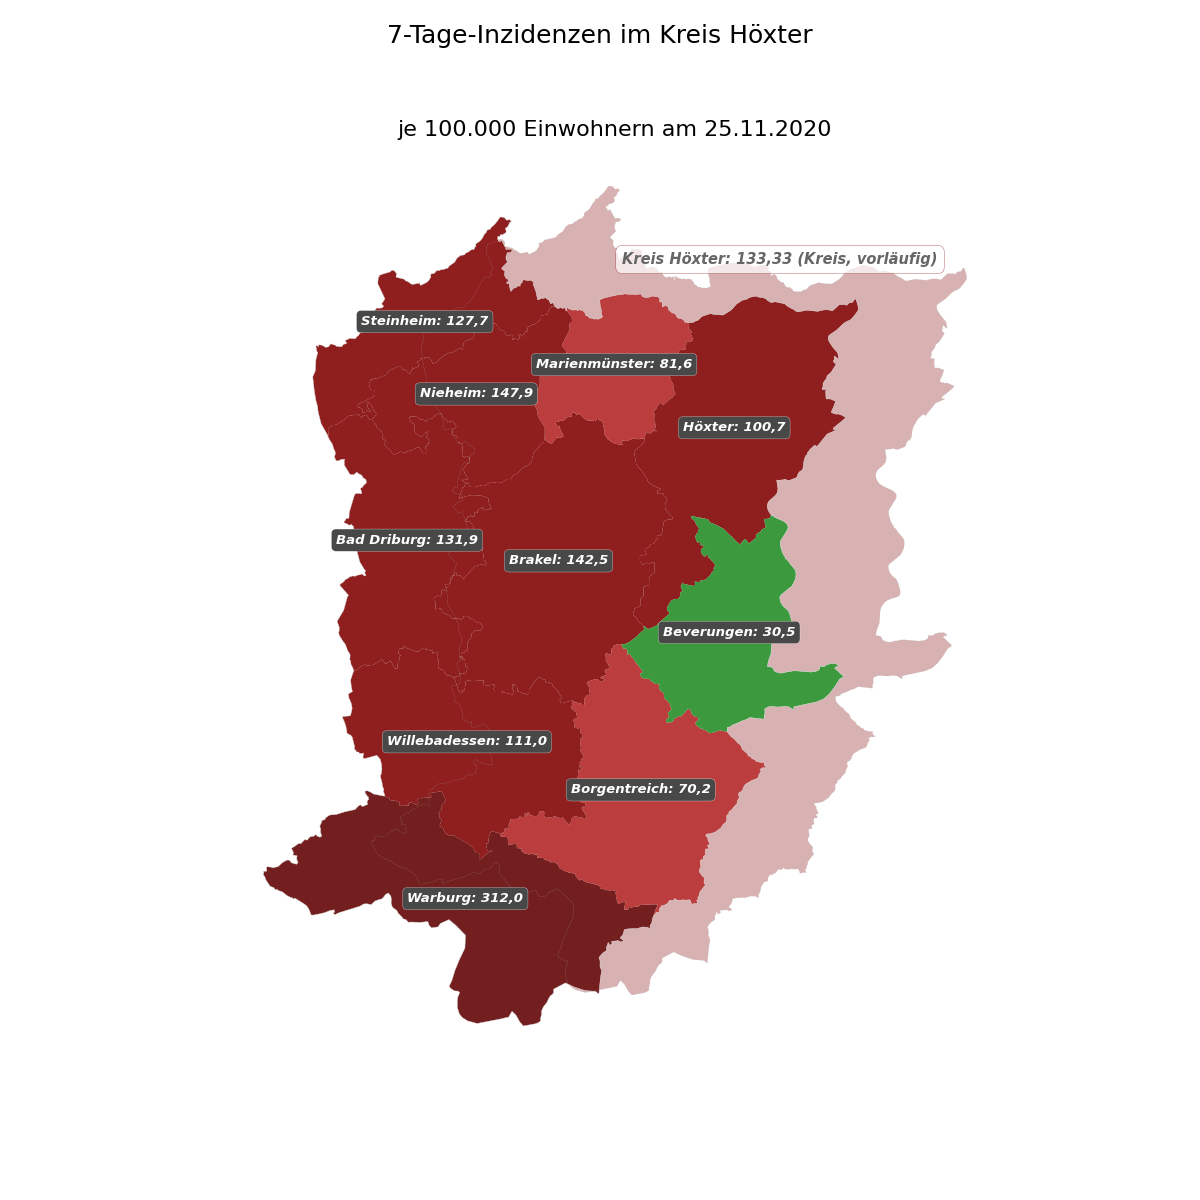 7-Tage-Inzidenzen im Kreis Höxter
je 100.000 Einwohnern am 25.11.2020
Kreis Höxter: 133,33 (Kreis, vorläufig)
Steinheim: 127,7
Marienmünster: 81,6
Nieheim: 147,9
Höxter: 100,7
Bad Driburg: 131,9
Brakel: 142,5
Beverungen: 30,5
Willebadessen: 111,0
Borgentreich: 70,2
Warburg: 312,0